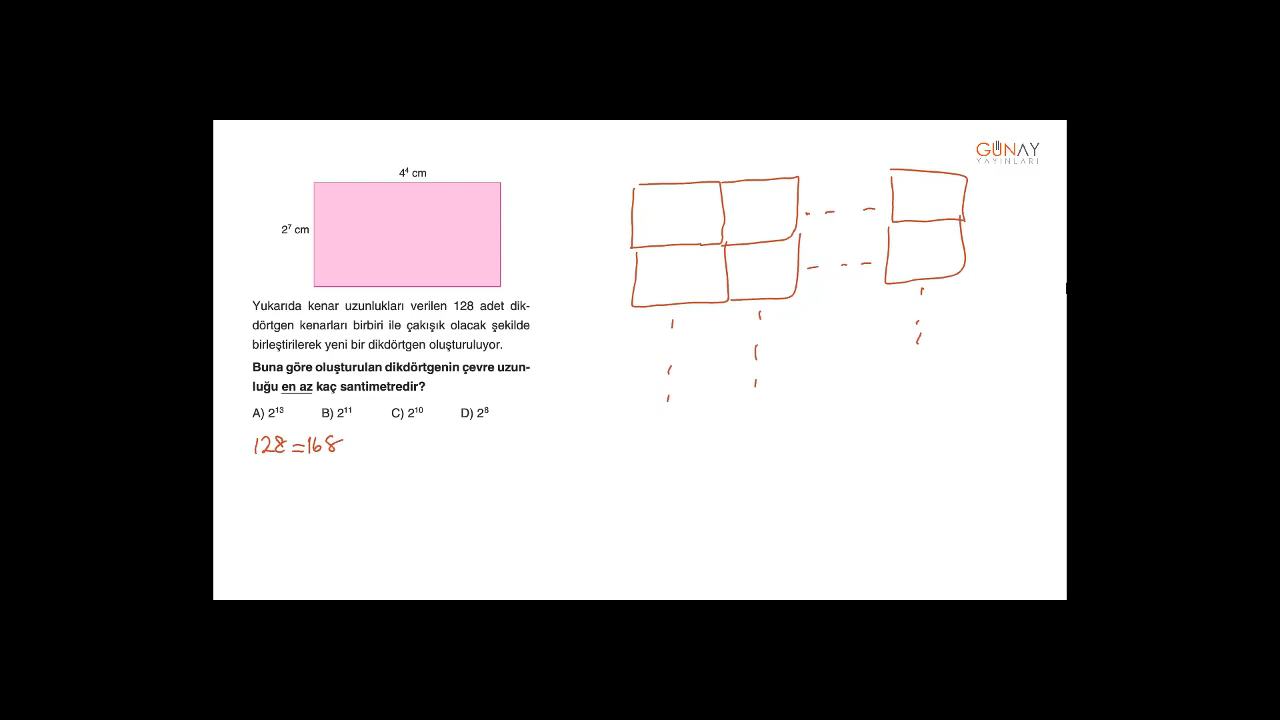 GÜNAY
YAYINLARI
4⁴ cm
2⁷ cm
Yukarıda kenar uzunlukları verilen 128 adet dik-
dörtgen kenarları birbiri ile çakışık olacak şekilde
birleştirilerek yeni bir dikdörtgen oluşturuluyor.
Buna göre oluşturulan dikdörtgenin çevre uzun-
luğu en az kaç santimetredir?
A) 2¹³ B) 2¹¹ C) 2¹⁰ D) 2⁸
128=168